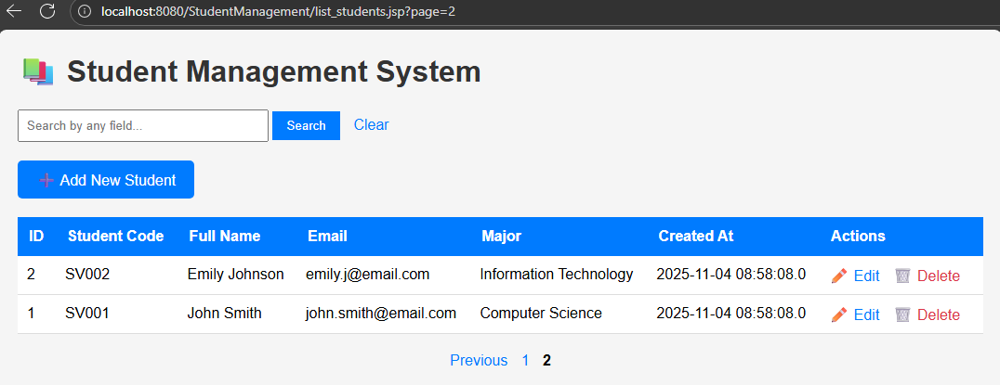 localhost:8080/StudentManagement/list_students.jsp?page=2
Student Management System
Search by any field... Search Clear
Add New Student
ID Student Code Full Name Email Major Created At Actions
2 SV002 Emily Johnson emily.j@email.com Information Technology 2025-11-04 08:58:08.0 Edit Delete
1 SV001 John Smith john.smith@email.com Computer Science 2025-11-04 08:58:08.0 Edit Delete
Previous 1 2